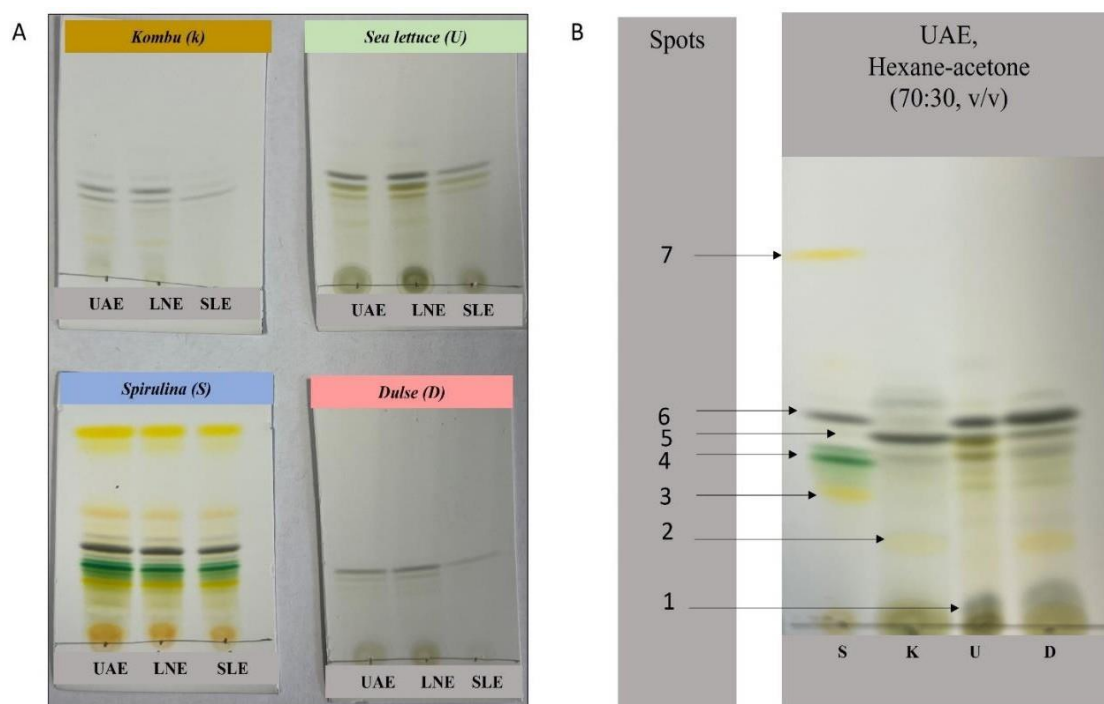 A
Kombu (k)
UAE LNE SLE
Sea lettuce (U)
UAE LNE SLE
Spirulina (S)
UAE LNE SLE
Dulse (D)
UAE LNE SLE
B
Spots
UAE,
Hexane-acetone
(70:30, v/v)
7
6
5
4
3
2
1
S K U D